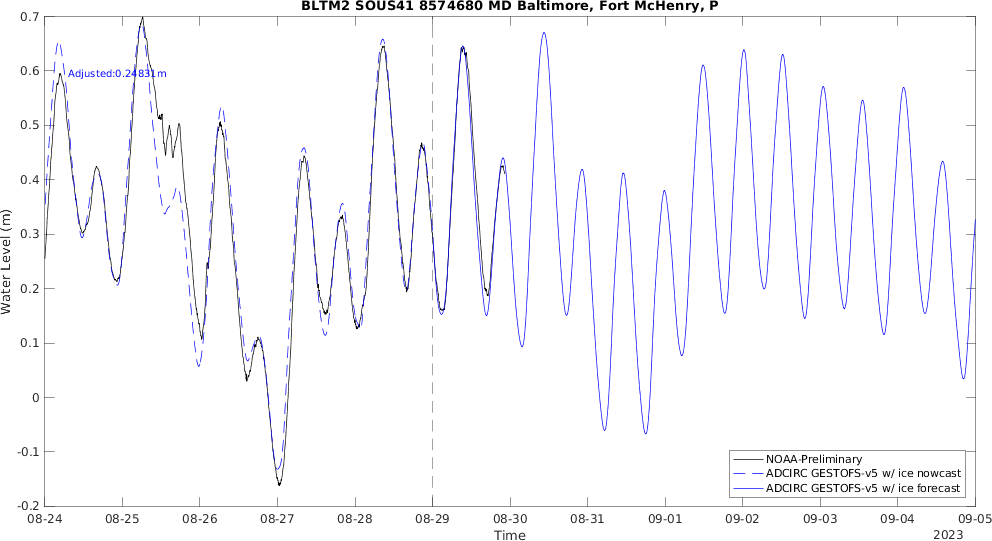 BLTM2 SOUS41 8574680 MD Baltimore, Fort McHenry, P
0.7
0.6
0.5
0.4
0.3
0.2
0.1
0
-0.1
-0.2
Water Level (m)
Adjusted:0.24831m
NOAA-Preliminary
ADCIRC GESTOFS-v5 w/ ice nowcast
ADCIRC GESTOFS-v5 w/ ice forecast
08-24 08-25 08-26 08-27 08-28 08-29 08-30 08-31 09-01 09-02 09-03 09-04 09-05
Time
2023